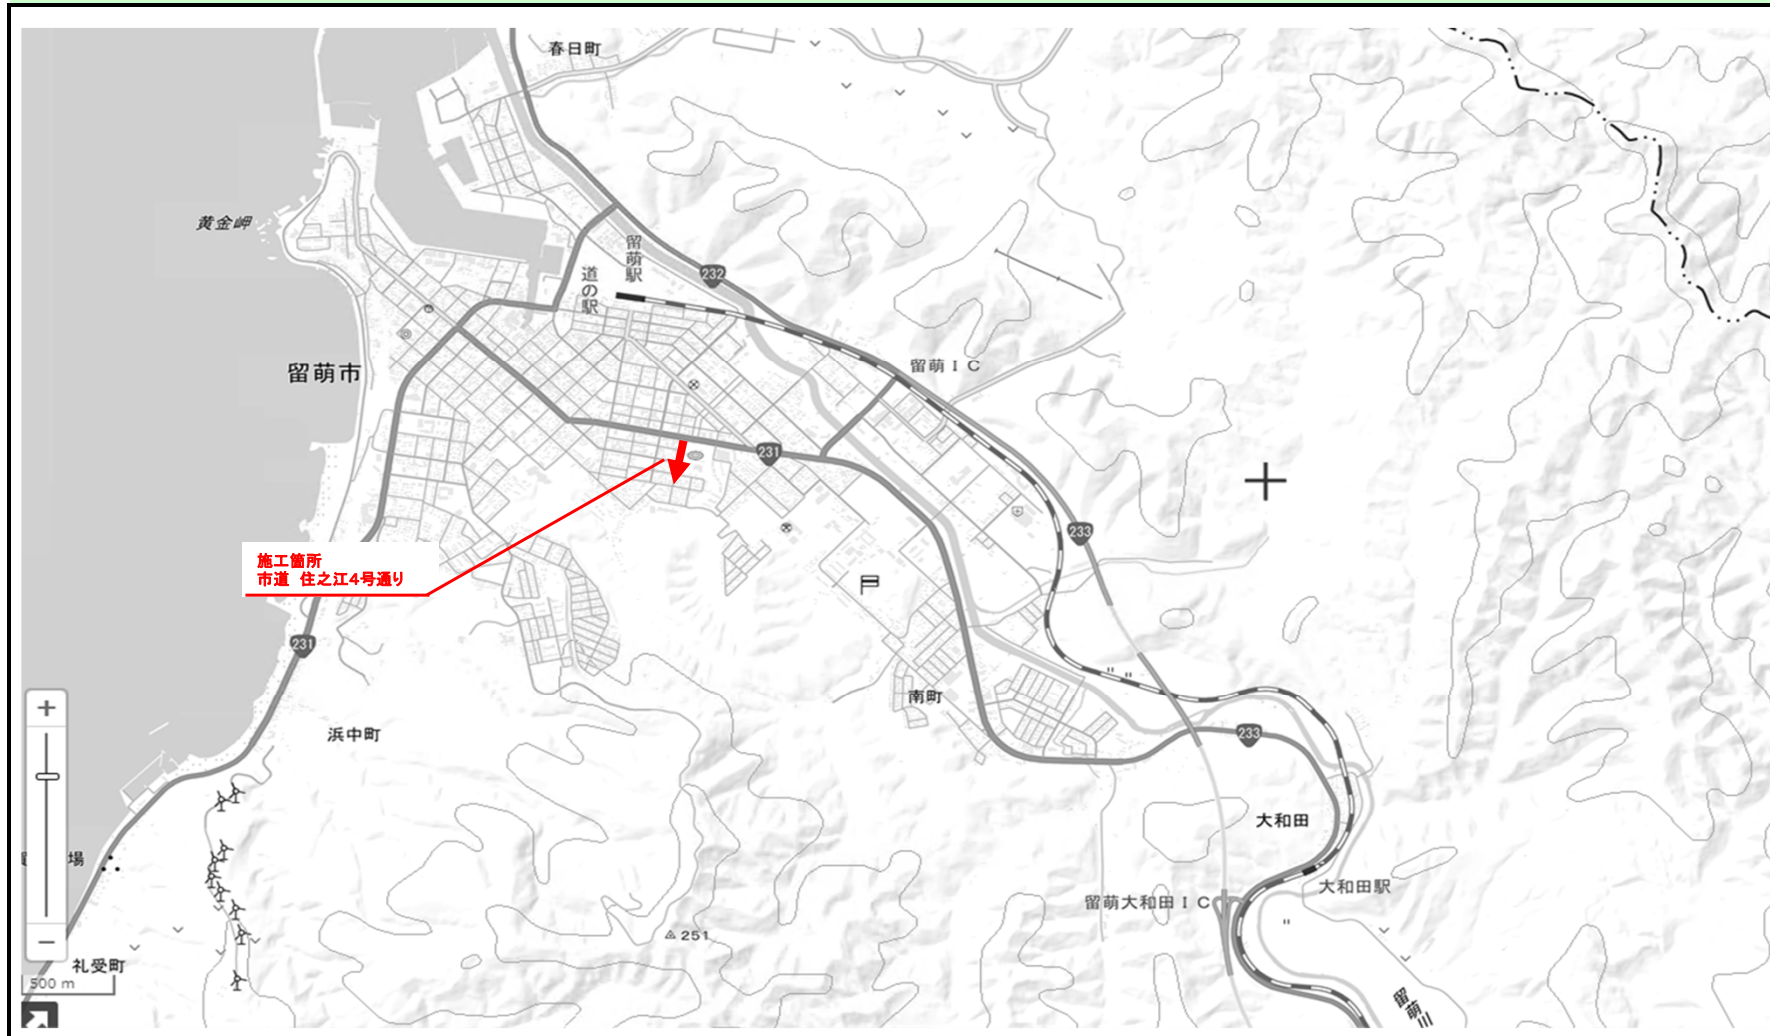 春日町
黄金岬
留萌駅
道の駅
232
留萌IC
留萌市
231
233
施工箇所
市道 住之江4号通り
231
南町
浜中町
233
大和田
場
大和田駅
留萌大和田IC
251
礼受町
500 m
留萌川